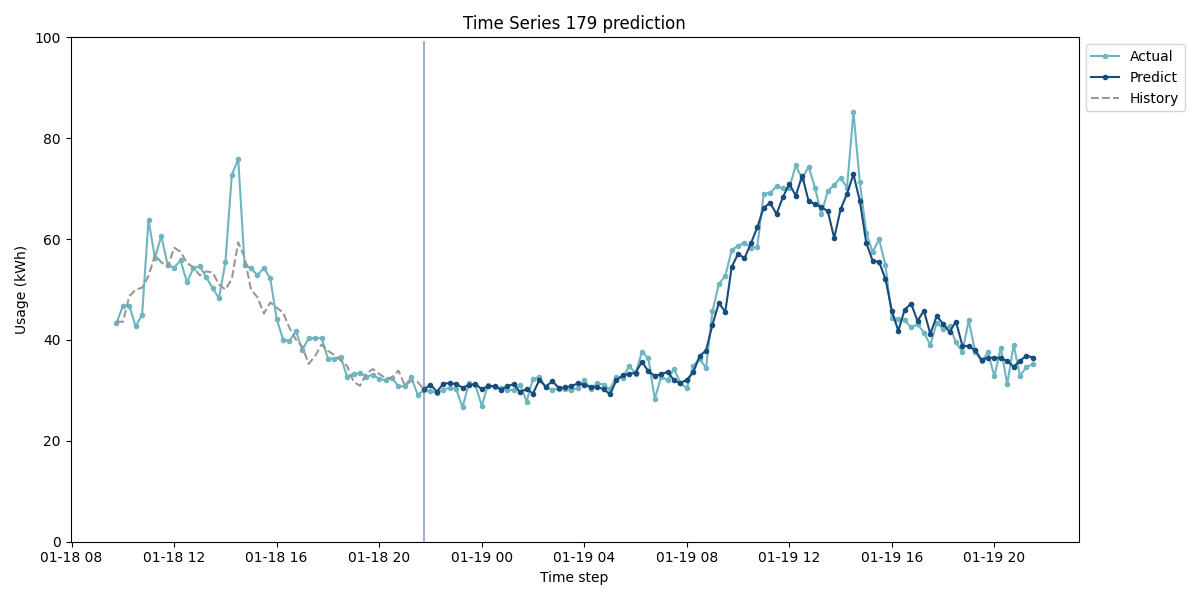 Time Series 179 prediction
100
80
60
40
20
0
Usage (kWh)
01-18 08
01-18 12
01-18 16
01-18 20
01-19 00
01-19 04
01-19 08
01-19 12
01-19 16
01-19 20
Time step
Actual
Predict
History